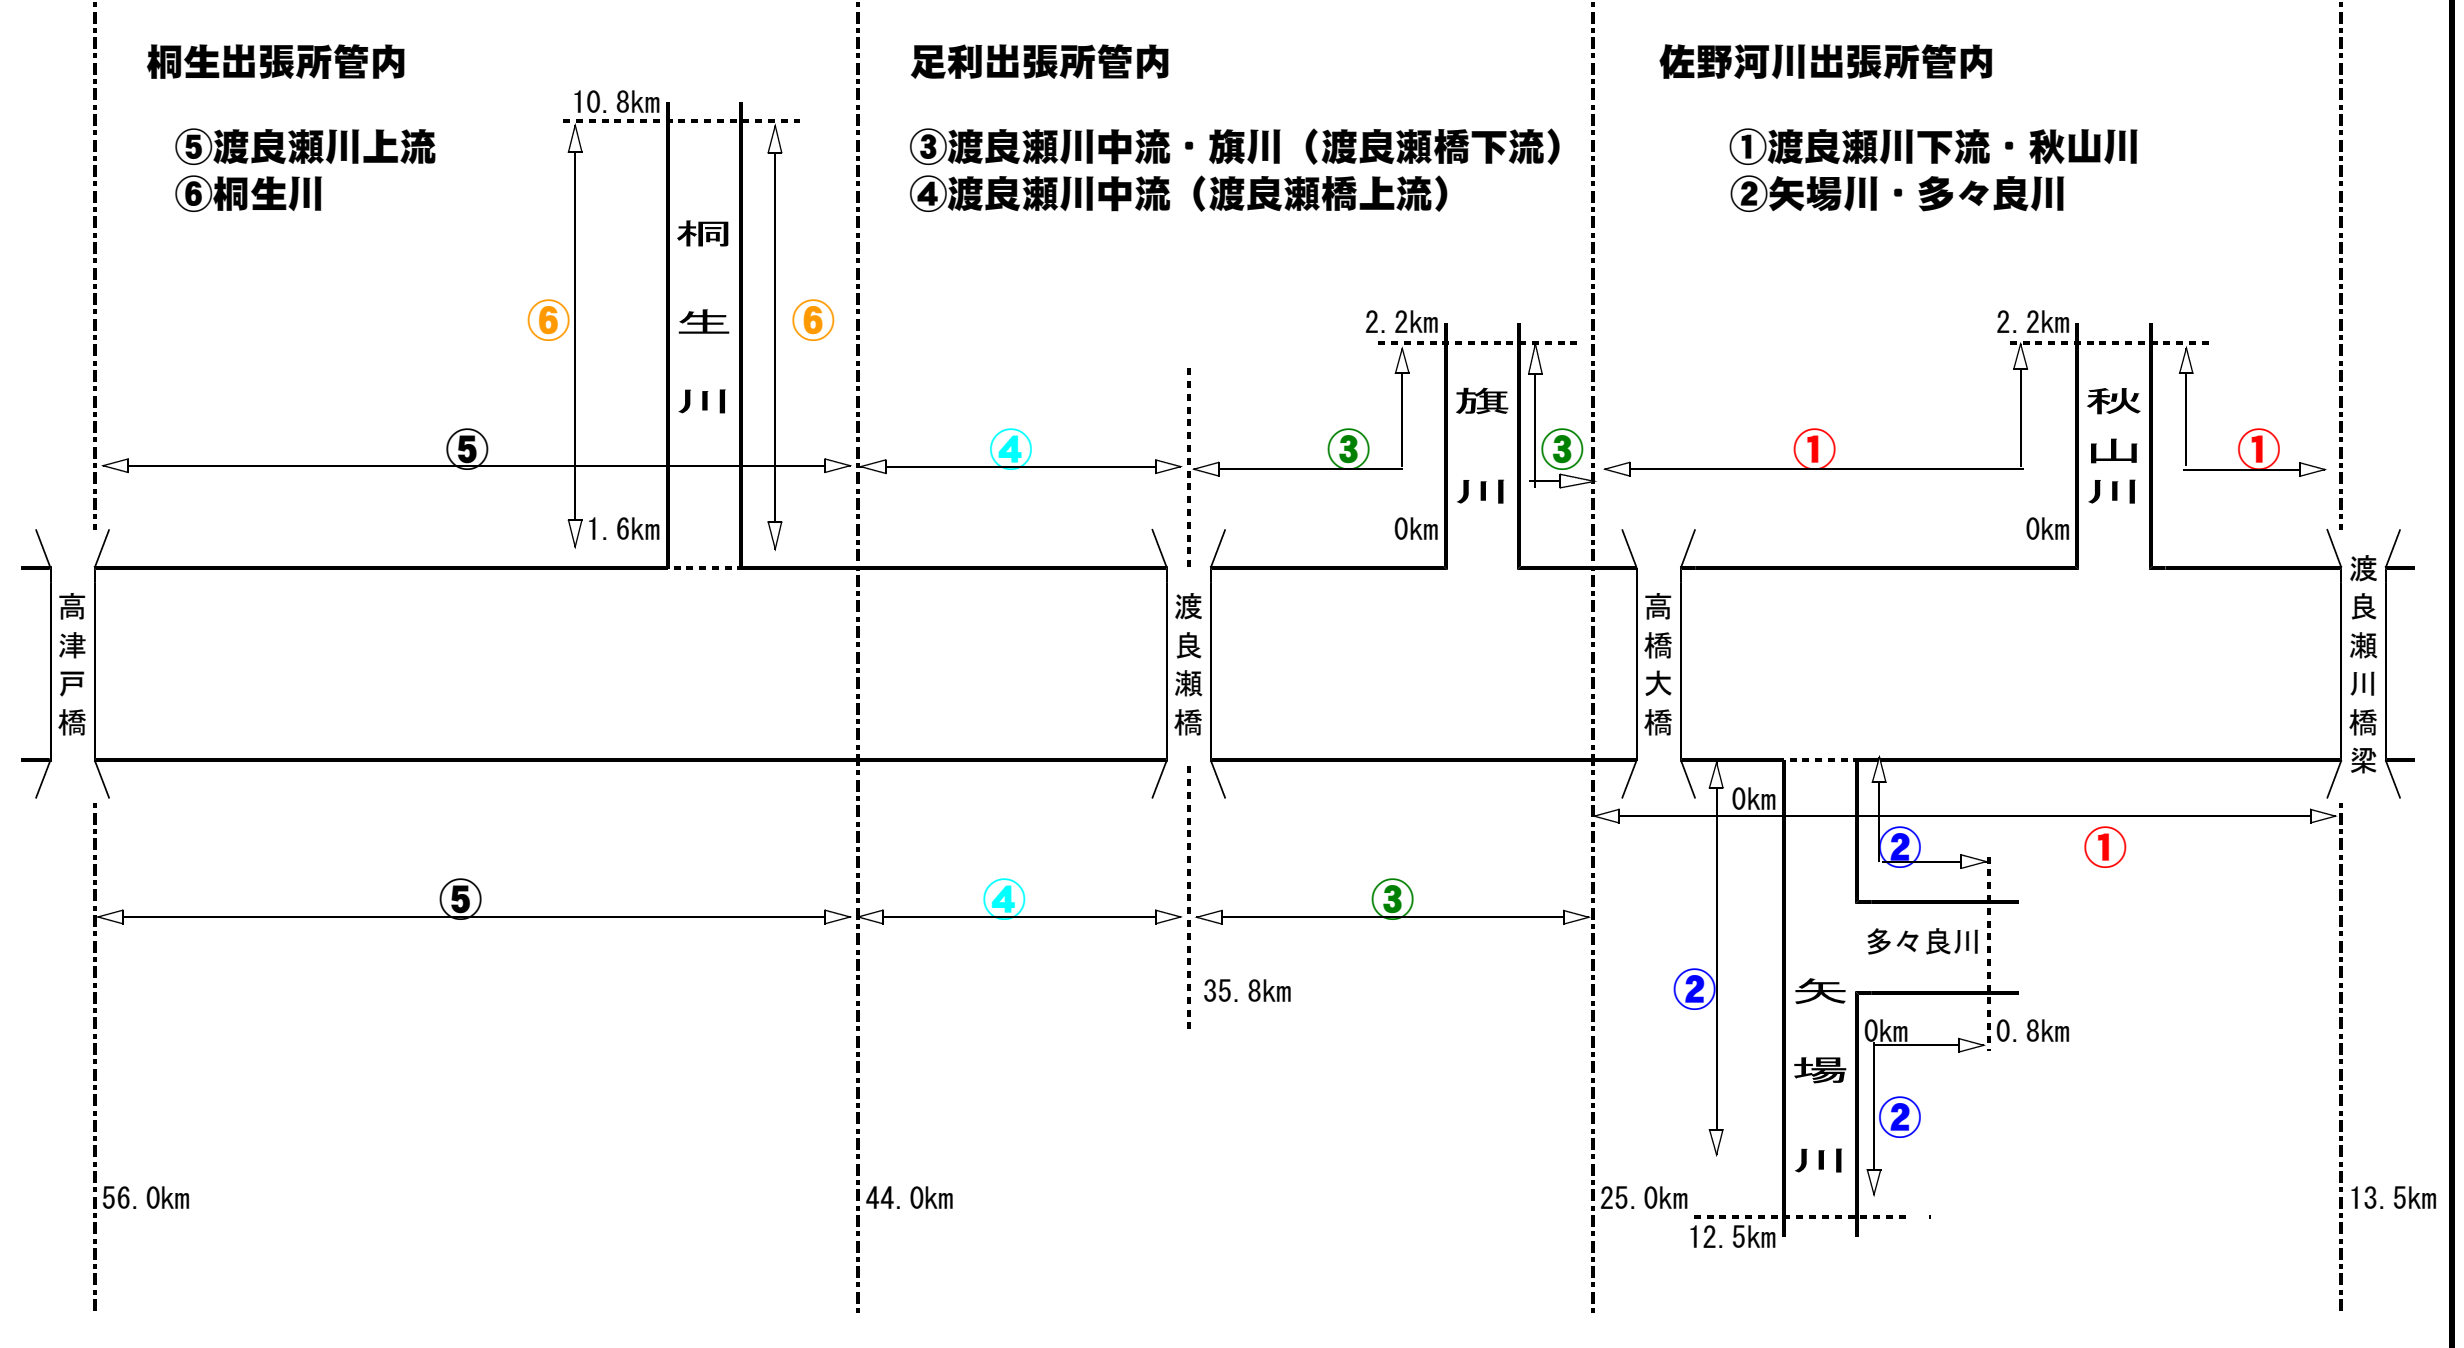 桐生出張所管内
⑤渡良瀬川上流
⑥桐生川
足利出張所管内
③渡良瀬川中流・旗川（渡良瀬橋下流）
④渡良瀬川中流（渡良瀬橋上流）
佐野河川出張所管内
①渡良瀬川下流・秋山川
②矢場川・多々良川
10.8km
桐生川
⑥
⑥
⑤
1.6km
④
③
2.2km
旗川
③
0km
①
2.2km
秋山川
①
0km
高津戸橋
渡良瀬橋
高橋大橋
渡良瀬川橋梁
0km
②
①
⑤
④
③
多々良川
35.8km
②
矢場川
0km
0.8km
②
56.0km
44.0km
25.0km
13.5km
12.5km